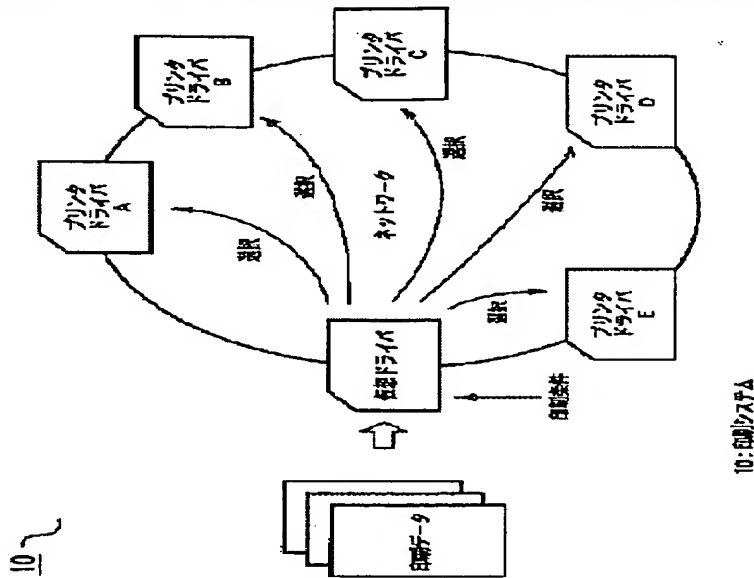 10
プリンタ
ドライバ
A
プリンタ
ドライバ
B
プリンタ
ドライバ
C
プリンタ
ドライバ
D
プリンタ
ドライバ
E
選択
選択
選択
選択
選択
ネットワーク
仮想ドライバ
印刷条件
印刷データ
10:印刷システム